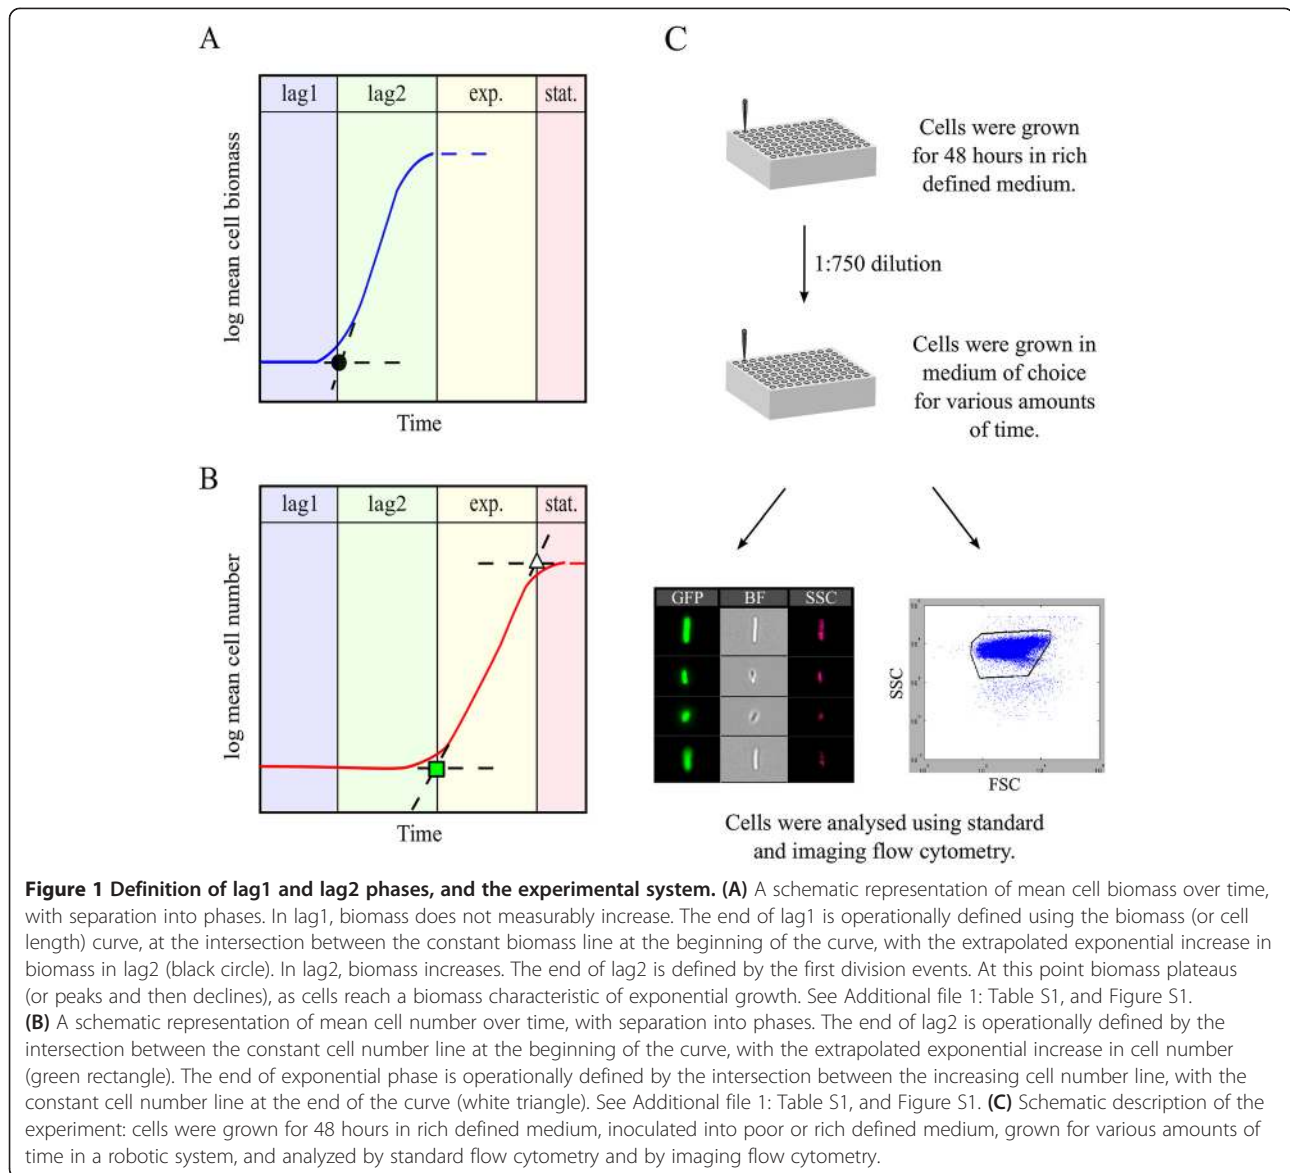 A
lag1 lag2 exp. stat.
log mean cell biomass
Time
B
lag1 lag2 exp. stat.
log mean cell number
Time
C
Cells were grown
for 48 hours in rich
defined medium.
1:750 dilution
Cells were grown in
medium of choice
for various amounts
of time.
GFP BF SSC
SSC
FSC
Cells were analysed using standard
and imaging flow cytometry.
Figure 1 Definition of lag1 and lag2 phases, and the experimental system. (A) A schematic representation of mean cell biomass over time,
with separation into phases. In lag1, biomass does not measurably increase. The end of lag1 is operationally defined using the biomass (or cell
length) curve, at the intersection between the constant biomass line at the beginning of the curve, with the extrapolated exponential increase in
biomass in lag2 (black circle). In lag2, biomass increases. The end of lag2 is defined by the first division events. At this point biomass plateaus
(or peaks and then declines), as cells reach a biomass characteristic of exponential growth. See Additional file 1: Table S1, and Figure S1.
(B) A schematic representation of mean cell number over time, with separation into phases. The end of lag2 is operationally defined by the
intersection between the constant cell number line at the beginning of the curve, with the extrapolated exponential increase in cell number
(green rectangle). The end of exponential phase is operationally defined by the intersection between the increasing cell number line, with the
constant cell number line at the end of the curve (white triangle). See Additional file 1: Table S1, and Figure S1. (C) Schematic description of the
experiment: cells were grown for 48 hours in rich defined medium, inoculated into poor or rich defined medium, grown for various amounts of
time in a robotic system, and analyzed by standard flow cytometry and by imaging flow cytometry.